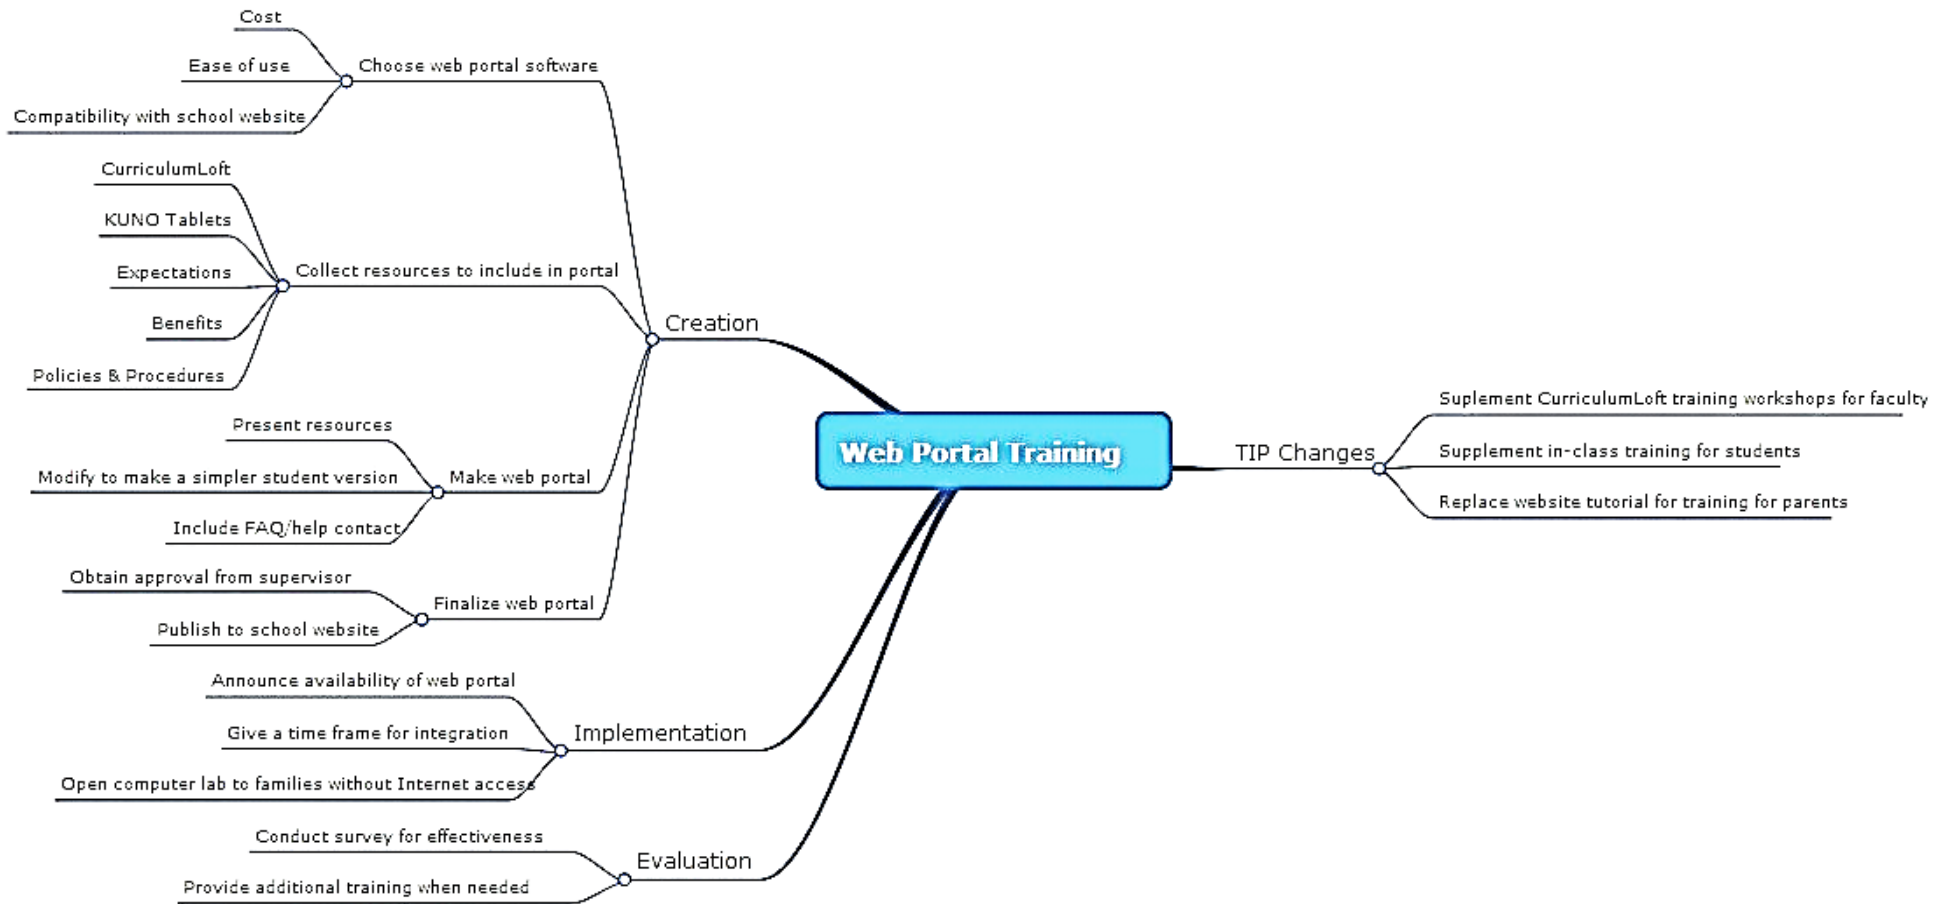 Cost
Ease of use
Choose web portal software
Compatibility with school website
CurriculumLoft
KUNO Tablets
Expectations
Collect resources to include in portal
Benefits
Policies & Procedures
Creation
Present resources
Modify to make a simpler student version
Make web portal
Include FAQ/help contact
Obtain approval from supervisor
Finalize web portal
Publish to school website
Announce availability of web portal
Give a time frame for integration
Implementation
Open computer lab to families without Internet access
Conduct survey for effectiveness
Evaluation
Provide additional training when needed
Web Portal Training
TIP Changes
Suplement CurriculumLoft training workshops for faculty
Supplement in-class training for students
Replace website tutorial for training for parents